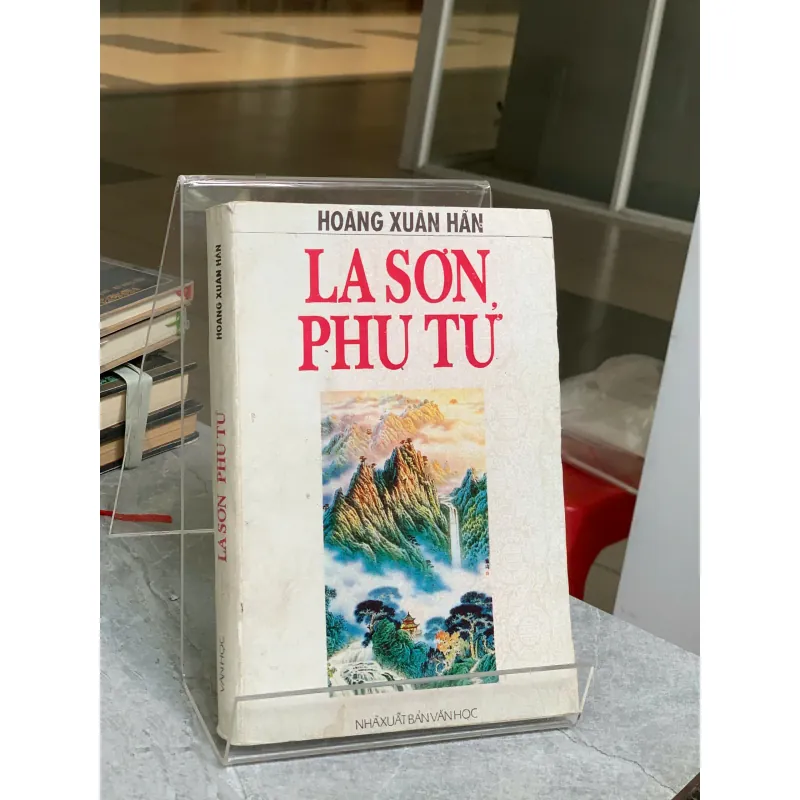 HOÀNG XUÂN HÃN
LA SƠN
PHU TỬ
NHÀ XUẤT BẢN VĂN HỌC
HOÀNG XUÂN HÃN
LA SƠN PHU TỬ
VĂN HỌC